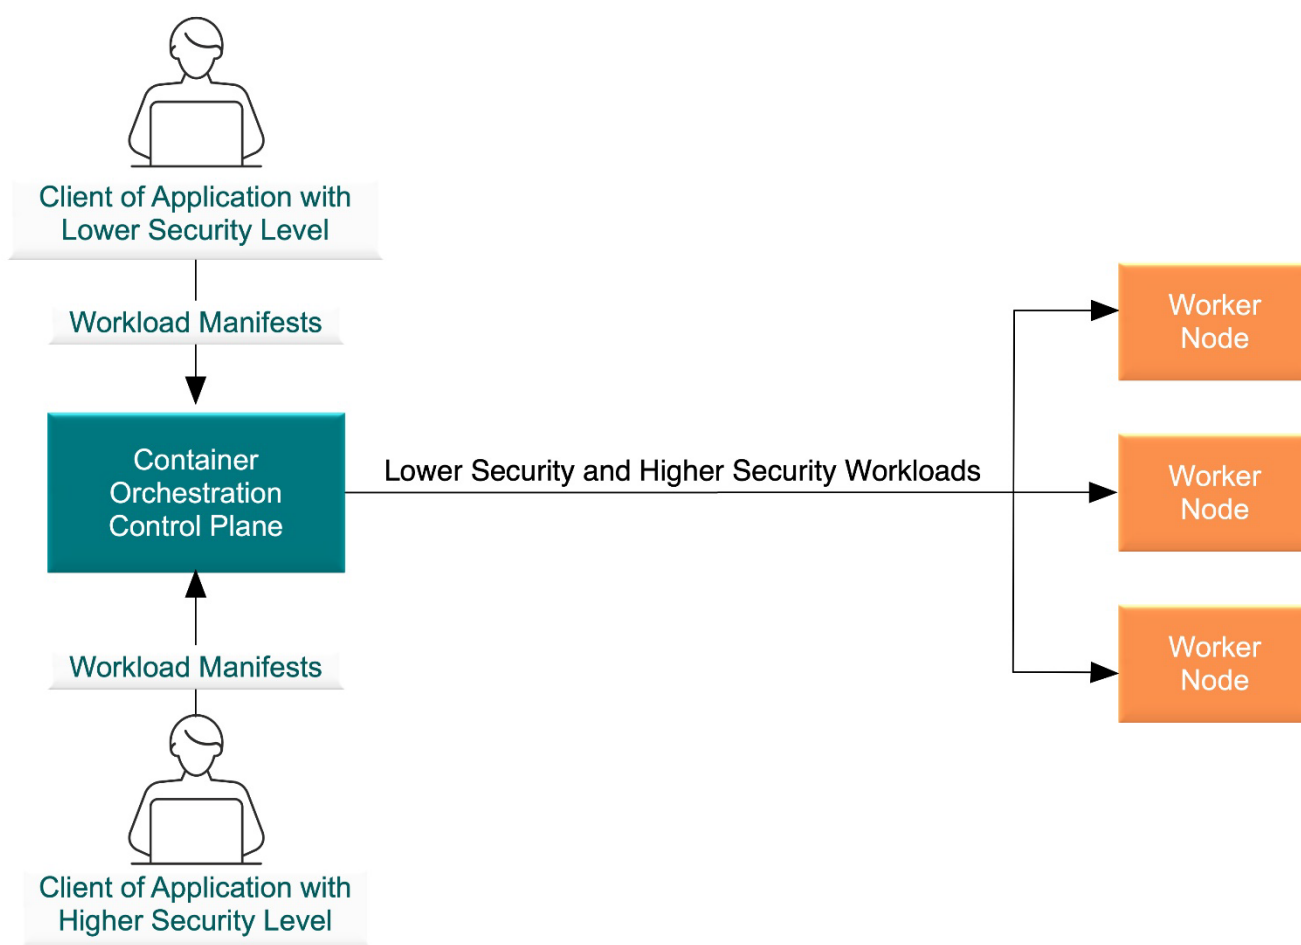 Client of Application with
Lower Security Level
Workload Manifests
Container
Orchestration
Control Plane
Lower Security and Higher Security Workloads
Worker
Node
Worker
Node
Worker
Node
Workload Manifests
Client of Application with
Higher Security Level